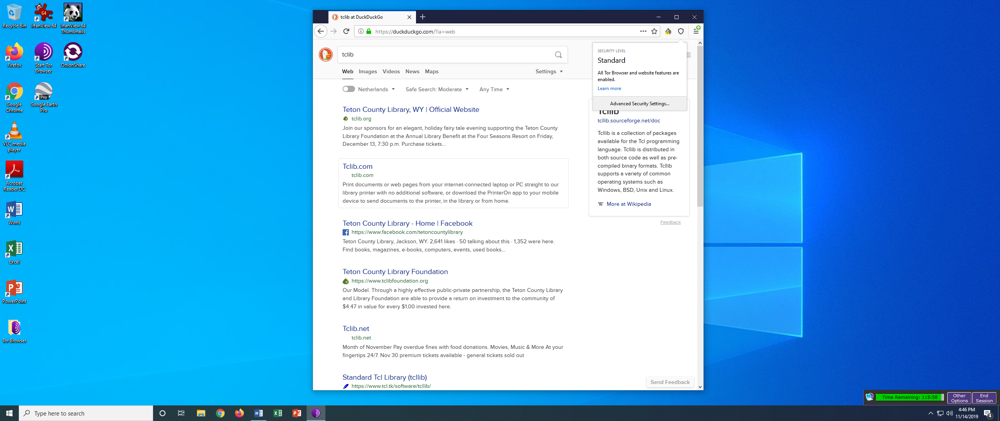 Recycle Bin
64
IrfanView 64
IrfanView 64
Thumbnails
Firefox
Start Tor
Browser
OnionShare
Google
Chrome
Pro
Google Earth
Pro
VLC media
player
Acrobat
Reader DC
W
Word
X
Excel
P
PowerPoint
Tor Browser
tclib at DuckDuckGo
https://duckduckgo.com/?ia=web
tclib
Web Images Videos News Maps Settings
Netherlands Safe Search: Moderate Any Time
Teton County Library, WY | Official Website
tclib.org
Join our sponsors for an elegant, holiday fairy tale evening supporting the Teton County
Library Foundation at the Annual Library Benefit at the Four Seasons Resort on Friday,
December 13, 7:30 p.m. Purchase tickets...
Tclib.com
tclib.com
Print documents or web pages from your internet-connected laptop or PC straight to our
library printer with no additional software, or download the PrinterOn app to your mobile
device to send documents to the printer, in the library or from home.
Teton County Library - Home | Facebook
https://www.facebook.com/tetoncountylibrary
Teton County Library, Jackson, WY. 2,641 likes · 50 talking about this · 1,352 were here.
Find books, magazines, e-books, computers, events, used books...
Teton County Library Foundation
https://www.tclibfoundation.org
Our Model. Through a highly effective public-private partnership, the Teton County Library
and Library Foundation are able to provide a return on investment to the community of
$4.47 in value for every $1.00 invested here.
Tclib.net
tclib.net
Month of November Pay overdue fines with food donations. Movies, Music & More At your
fingertips 24/7. Nov 30 premium tickets available - general tickets sold out
Standard Tcl Library (tcllib)
https://www.tcl.tk/software/tcllib/
SECURITY LEVEL
Standard
All Tor Browser and website features are
enabled.
Learn more
Advanced Security Settings...
Tcllib
tcllib.sourceforge.net/doc
Tcllib is a collection of packages
available for the Tcl programming
language. Tcllib is distributed in
both source code as well as pre-
compiled binary formats. Tcllib
supports a variety of common
operating systems such as
Windows, BSD, Unix and Linux.
W More at Wikipedia
Feedback
Send Feedback
Time Remaining: 115:58
Other
Options
End
Session
Type here to search
4:46 PM
11/14/2019
4